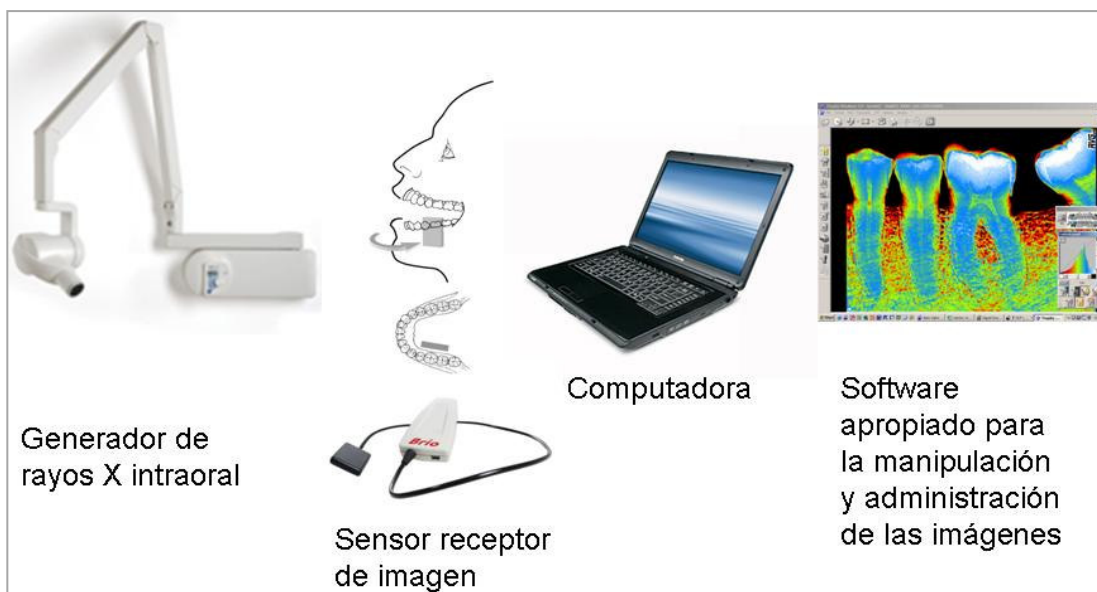 Generador de
rayos X intraoral
Brio
Sensor receptor
de imagen
Computadora
Software
apropiado para
la manipulación
y administración
de las imágenes